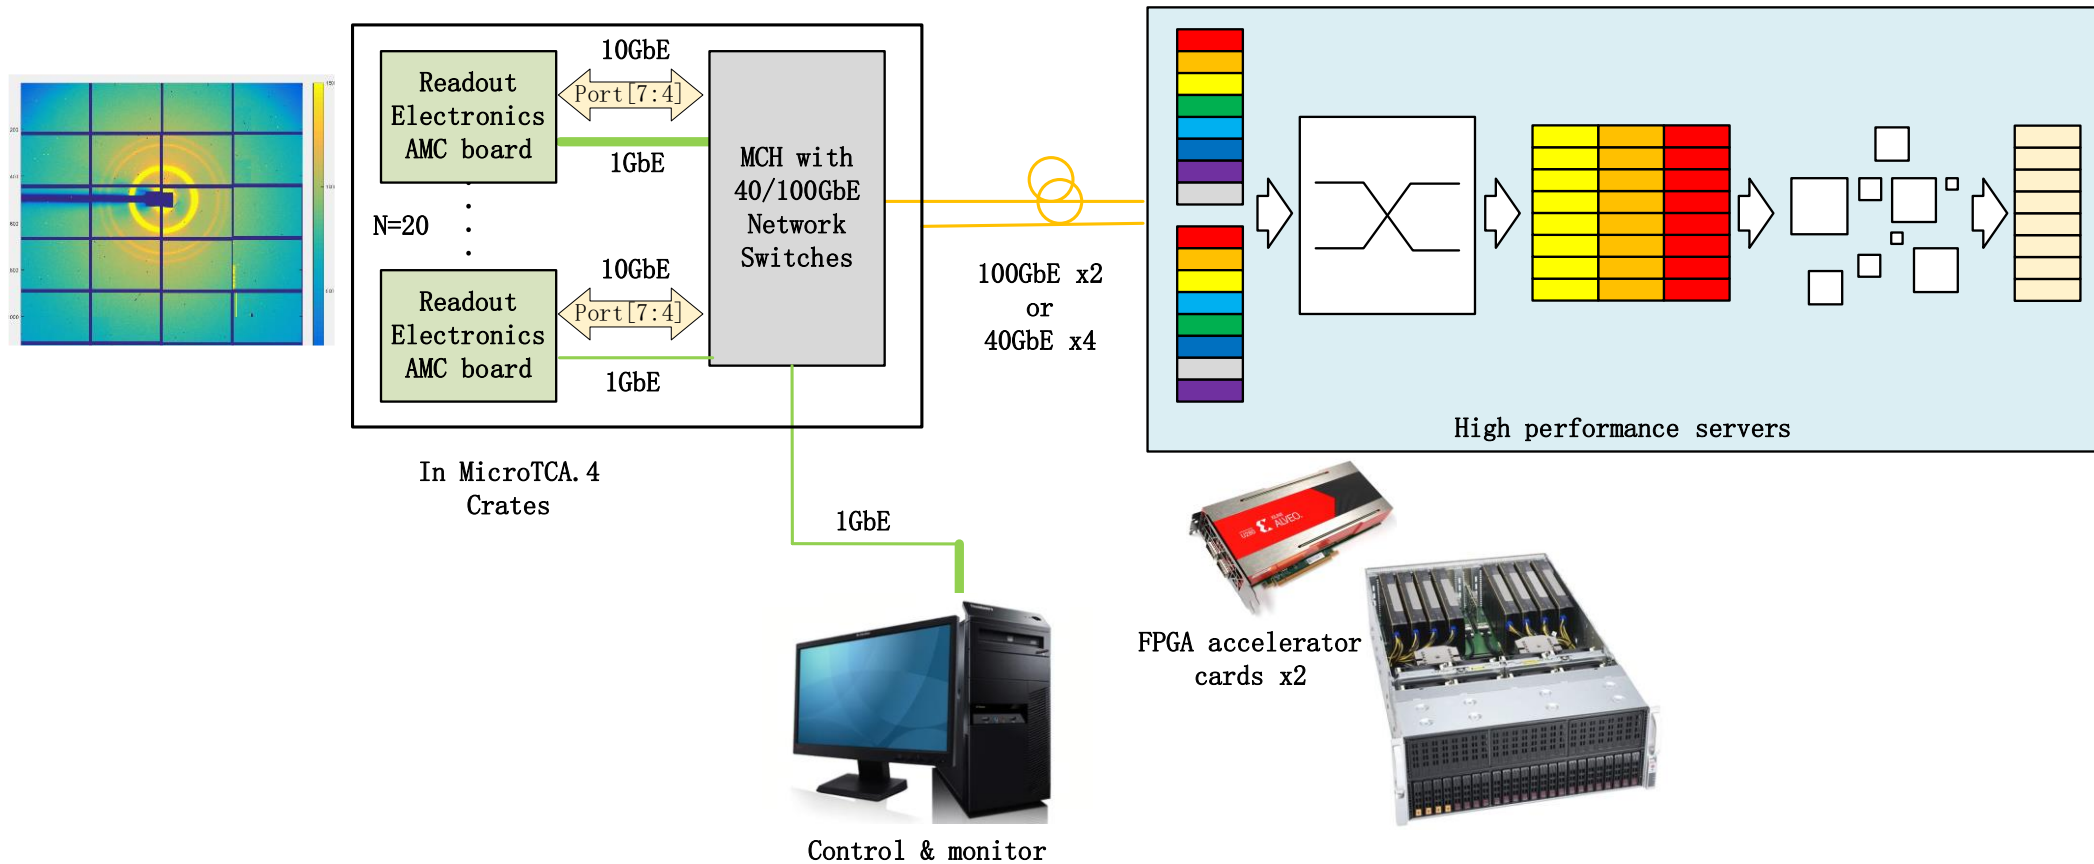 10GbE
Readout
Electronics
AMC board
Port[7:4]
1GbE
N=20
10GbE
Readout
Electronics
AMC board
Port[7:4]
1GbE
MCH with
40/100GbE
Network
Switches
In MicroTCA.4
Crates
100GbE x2
or
40GbE x4
High performance servers
1GbE
ALVEO.
FPGA accelerator
cards x2
Control & monitor